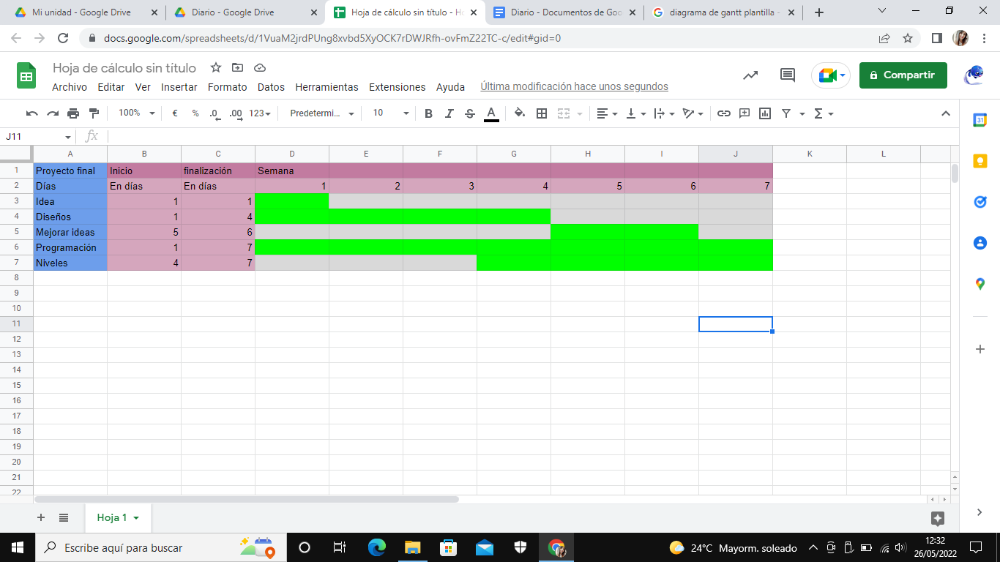 Mi unidad - Google Drive
Diario - Google Drive
Hoja de cálculo sin título - Ho
Diario - Documentos de Goo
diagrama de gantt plantilla -
docs.google.com/spreadsheets/d/1VuaM2jrdPUng8xvbd5XyOCK7rDWJRfh-ovFmZ22TC-c/edit#gid=0
Hoja de cálculo sin título
Compartir
Archivo Editar Ver Insertar Formato Datos Herramientas Extensiones Ayuda Última modificación hace unos segundos
100% € % .0 .00 123 Predetermi... 10 B I S A Σ
31
J11 fx
A B C D E F G H I J K L
1 Proyecto final Inicio finalización Semana
2 Días En días En días 1 2 3 4 5 6 7
3 Idea 1 1
4 Diseños 1 4
5 Mejorar ideas 5 6
6 Programación 1 7
7 Niveles 4 7
8
9
10
11
12
13
14
15
16
17
18
19
20
21
22
Hoja 1
Escribe aquí para buscar
24°C Mayorm. soleado
12:32
26/05/2022